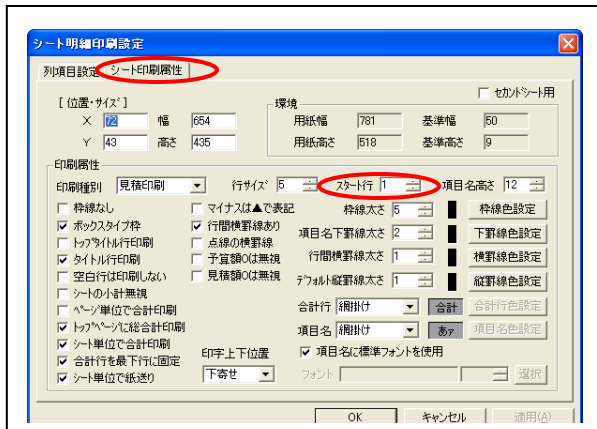 シート明細印刷設定
列項目設定 シート印刷属性
セカンドシート用
[位置・サイズ]
X 72 幅 654
Y 43 高さ 435
環境
用紙幅 781 基準幅 50
用紙高さ 518 基準高さ 9
印刷属性
印刷種別 見積印刷 行サイズ 5 スタート行 1 項目名高さ 12
枠線なし
ボックスタイプ枠
トップタイトル行印刷
タイトル行印刷
空白行は印刷しない
シートの小計無視
ページ単位で合計印刷
トップページに総合計印刷
シート単位で合計印刷
合計行を最下行に固定
シート単位で紙送り
マイナスは▲で表記
行間横罫線あり
点線の横罫線
予算額0は無視
見積額0は無視
印字上下位置
下寄せ
枠線太さ 5 枠線色設定
項目名下罫線太さ 2 下罫線色設定
行間横罫線太さ 1 横罫線色設定
デフォルト縦罫線太さ 1 縦罫線色設定
合計行 網掛け 合計 合計行色設定
項目名 網掛け あァ 項目名色設定
項目名に標準フォントを使用
フォント 選択
OK キャンセル 適用(A)